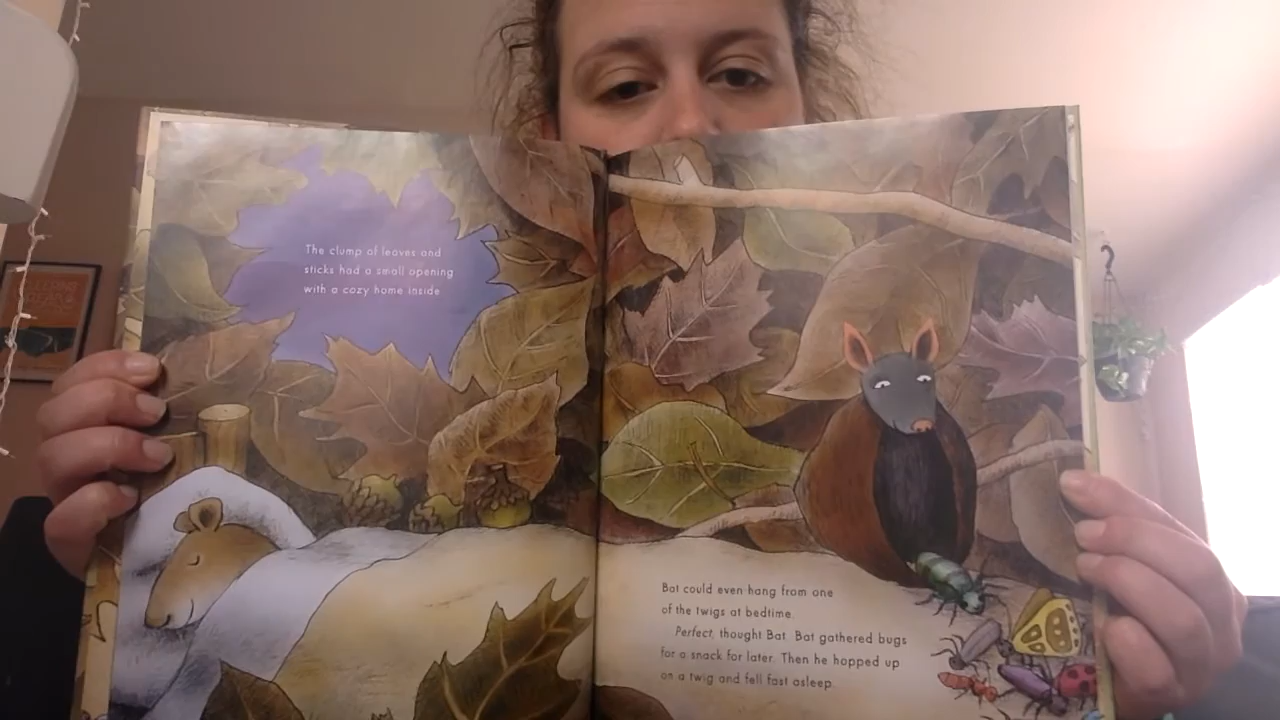 The clump of leaves and
sticks had a small opening
with a cozy home inside
Bat could even hang from one
of the twigs at bedtime.
Perfect, thought Bat. Bat gathered bugs
for a snack for later. Then he hopped up
on a twig and fell fast asleep.